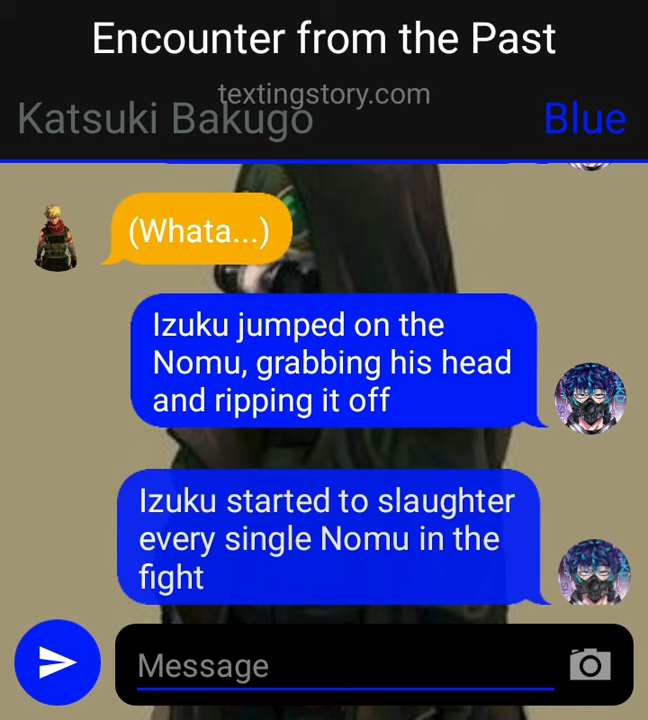 Encounter from the Past
textingstory.com
Katsuki Bakugo
Blue
(Whata...)
Izuku jumped on the
Nomu, grabbing his head
and ripping it off
Izuku started to slaughter
every single Nomu in the
fight
Message